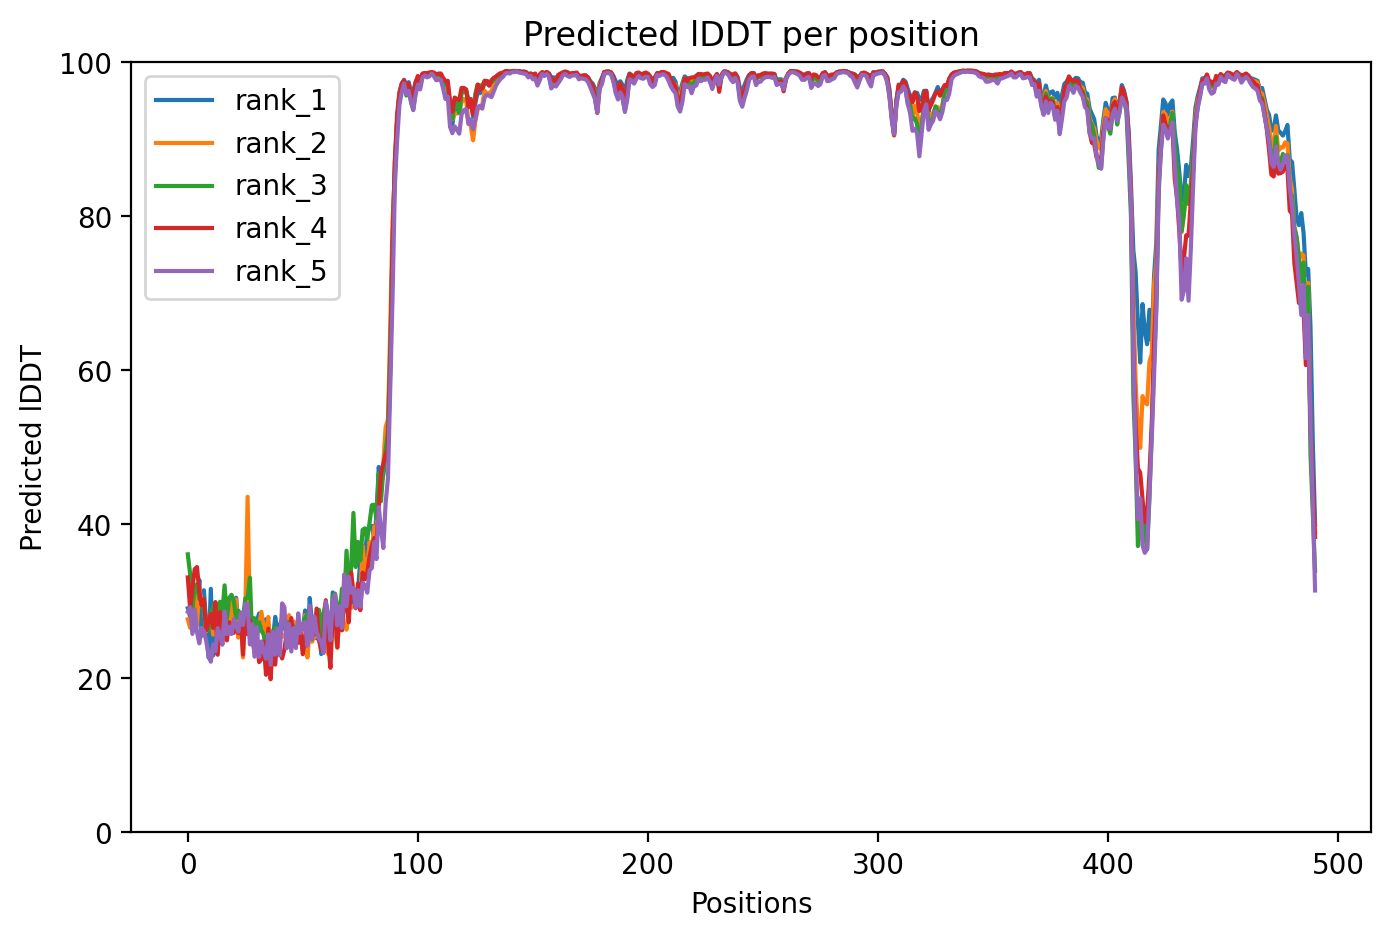 Predicted lDDT per position
100
80
60
40
20
0
Predicted lDDT
rank_1
rank_2
rank_3
rank_4
rank_5
0 100 200 300 400 500
Positions